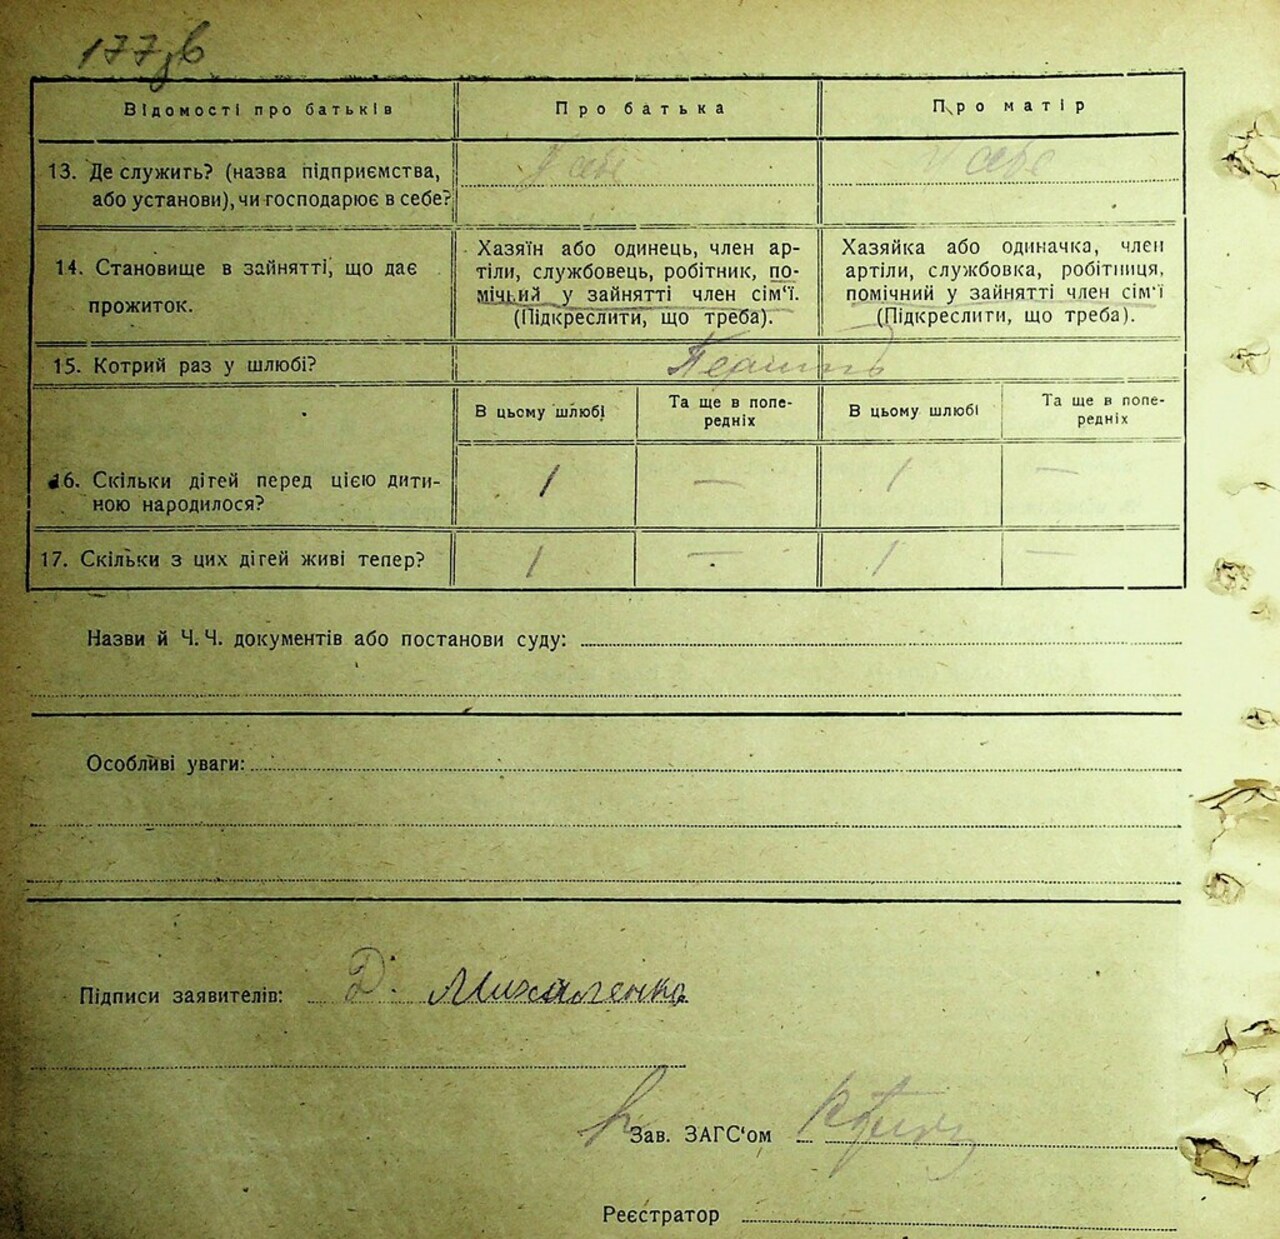 177зв
Відомості про батьків Про батька Про матір
13. Де служить? (назва підприємства, У себе У себе
або установи), чи господарює в себе?
14. Становище в зайнятті, що дає
прожиток.
Хазяїн або одинець, член ар-
тіли, службовець, робітник, по-
мічний у зайнятті член сім'ї.
(Підкреслити, що треба).
Хазяйка або одиначка, член
артіли, службовка, робітниця,
помічний у зайнятті член сім'ї
(Підкреслити, що треба).
15. Котрий раз у шлюбі? Перший
В цьому шлюбі Та ще в попе-
редніх В цьому шлюбі Та ще в попе-
редніх
16. Скільки дітей перед цією дити-
ною народилося? 1 — 1 —
17. Скільки з цих дітей живі тепер? 1 — 1 —
Назви й Ч. Ч. документів або постанови суду:
Особливі уваги:
Підписи заявителів: Д. Михаленко
Зав. ЗАГС'ом
Реєстратор